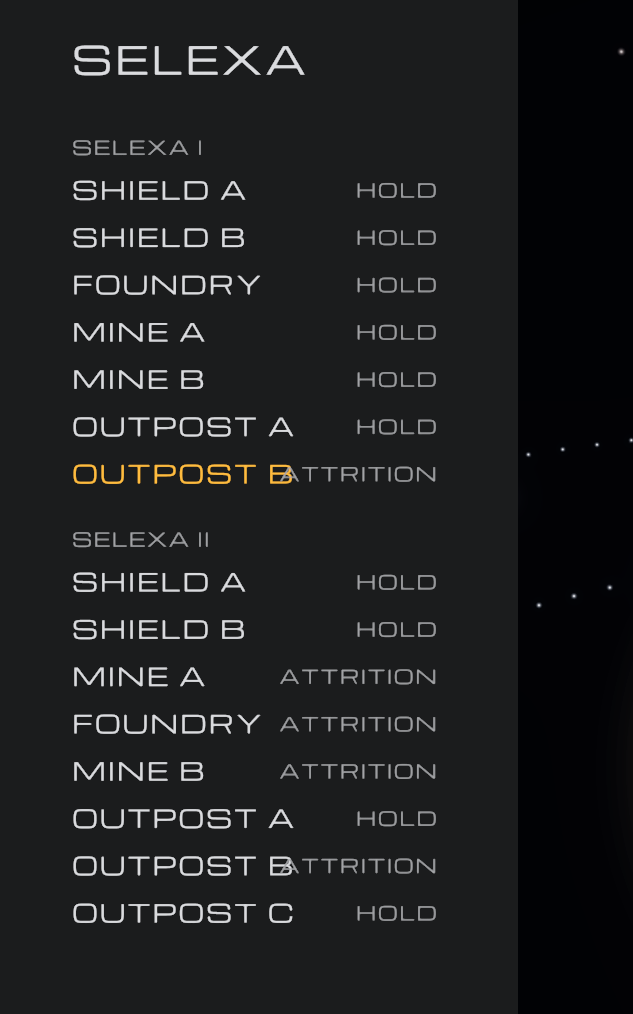 SELEXA
SELEXA I
SHIELD A HOLD
SHIELD B HOLD
FOUNDRY HOLD
MINE A HOLD
MINE B HOLD
OUTPOST A HOLD
OUTPOST B ATTRITION
SELEXA II
SHIELD A HOLD
SHIELD B HOLD
MINE A ATTRITION
FOUNDRY ATTRITION
MINE B ATTRITION
OUTPOST A HOLD
OUTPOST B ATTRITION
OUTPOST C HOLD